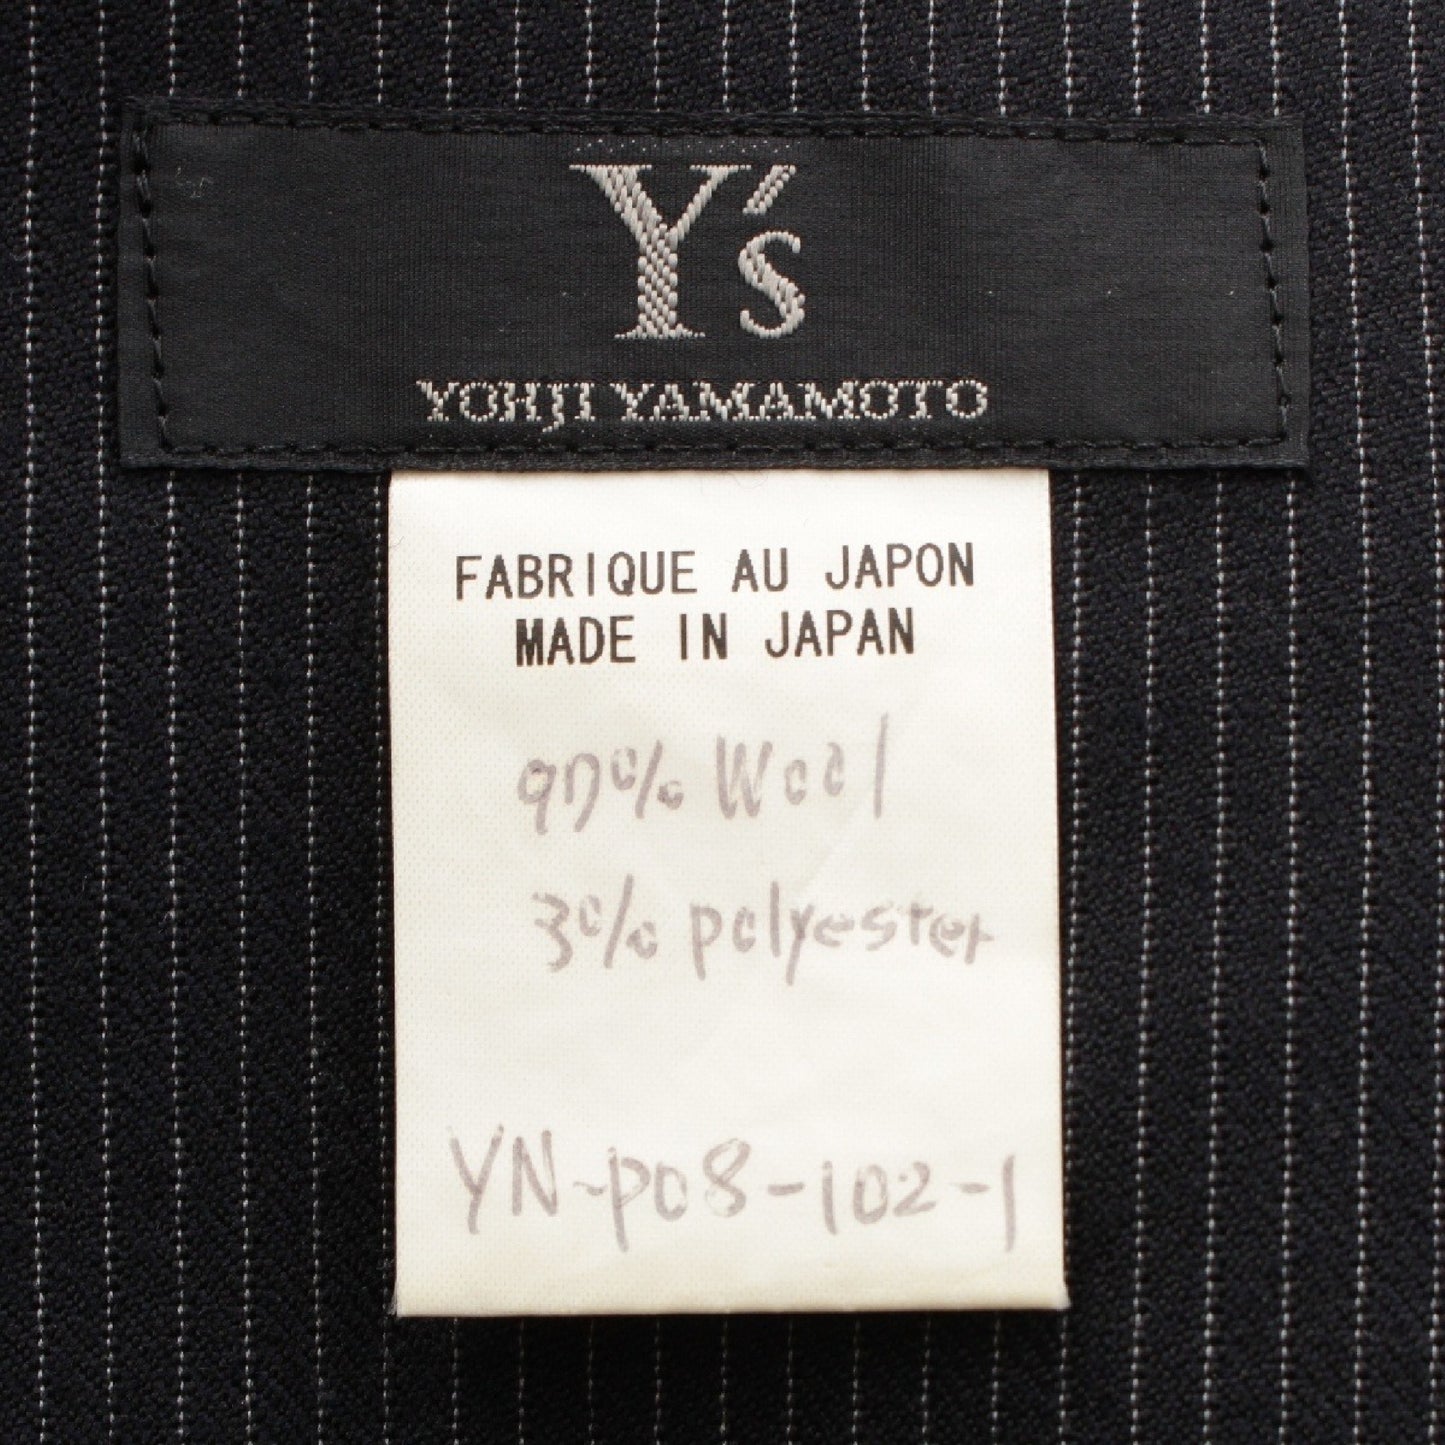 Y's
YOHJI YAMAMOTO
FABRIQUE AU JAPON
MADE IN JAPAN
97% Wool
3% polyester
YN-P08-102-1